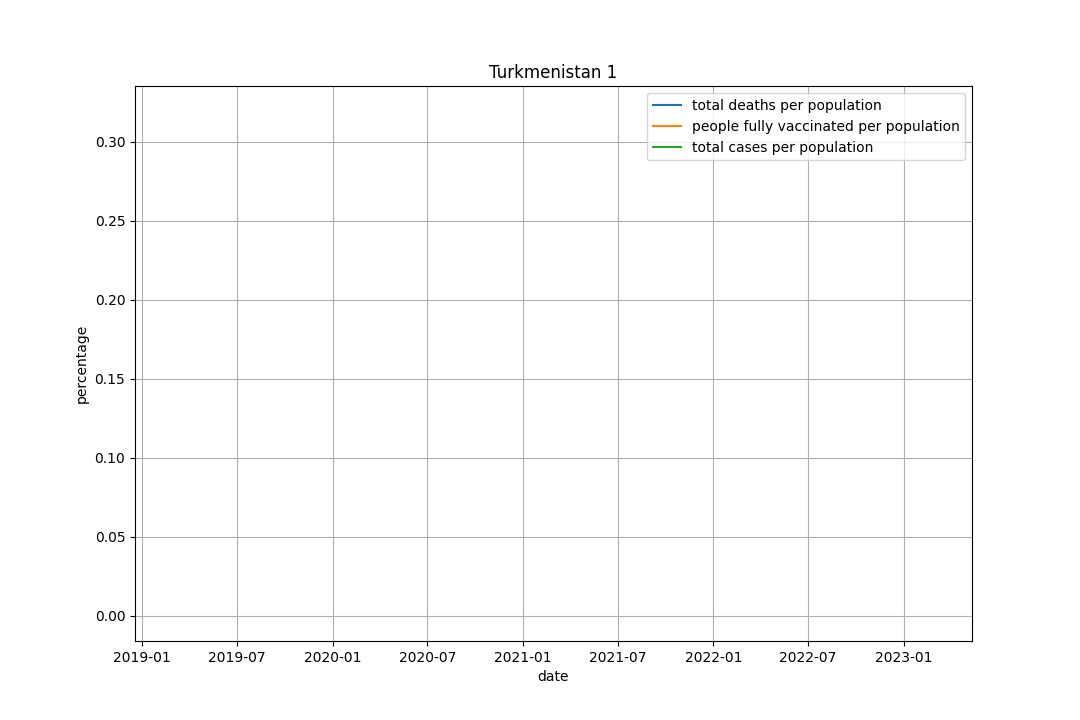 Turkmenistan 1
total deaths per population
people fully vaccinated per population
total cases per population
0.30
0.25
0.20
0.15
0.10
0.05
0.00
percentage
2019-01 2019-07 2020-01 2020-07 2021-01 2021-07 2022-01 2022-07 2023-01
date